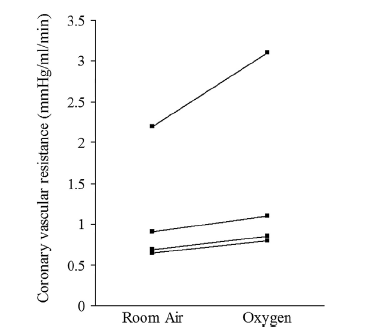 Coronary vascular resistance (mmHg/ml/min)
3.5
3
2.5
2
1.5
1
0.5
0
Room Air
Oxygen